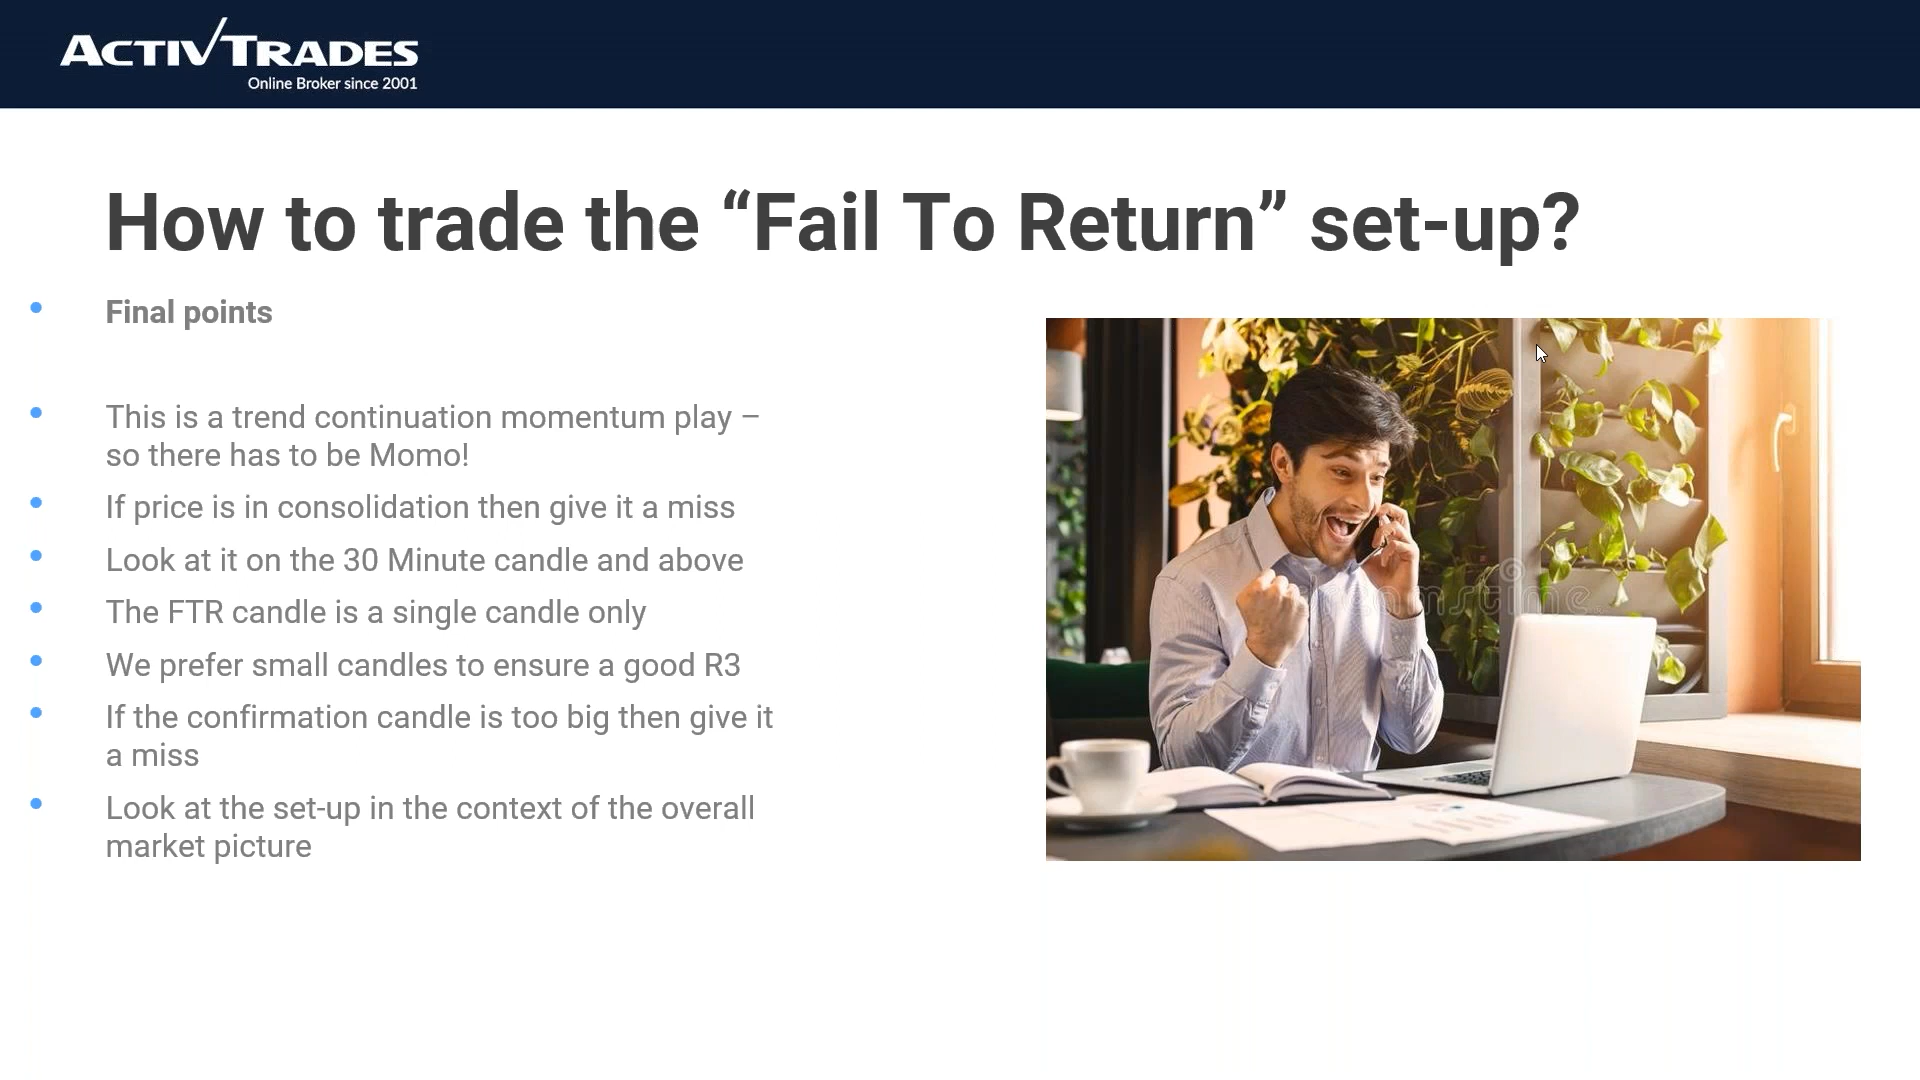 ACTIVTRADES
Online Broker since 2001
How to trade the “Fail To Return” set-up?
Final points
This is a trend continuation momentum play –
so there has to be Momo!
If price is in consolidation then give it a miss
Look at it on the 30 Minute candle and above
The FTR candle is a single candle only
We prefer small candles to ensure a good R3
If the confirmation candle is too big then give it
a miss
Look at the set-up in the context of the overall
market picture